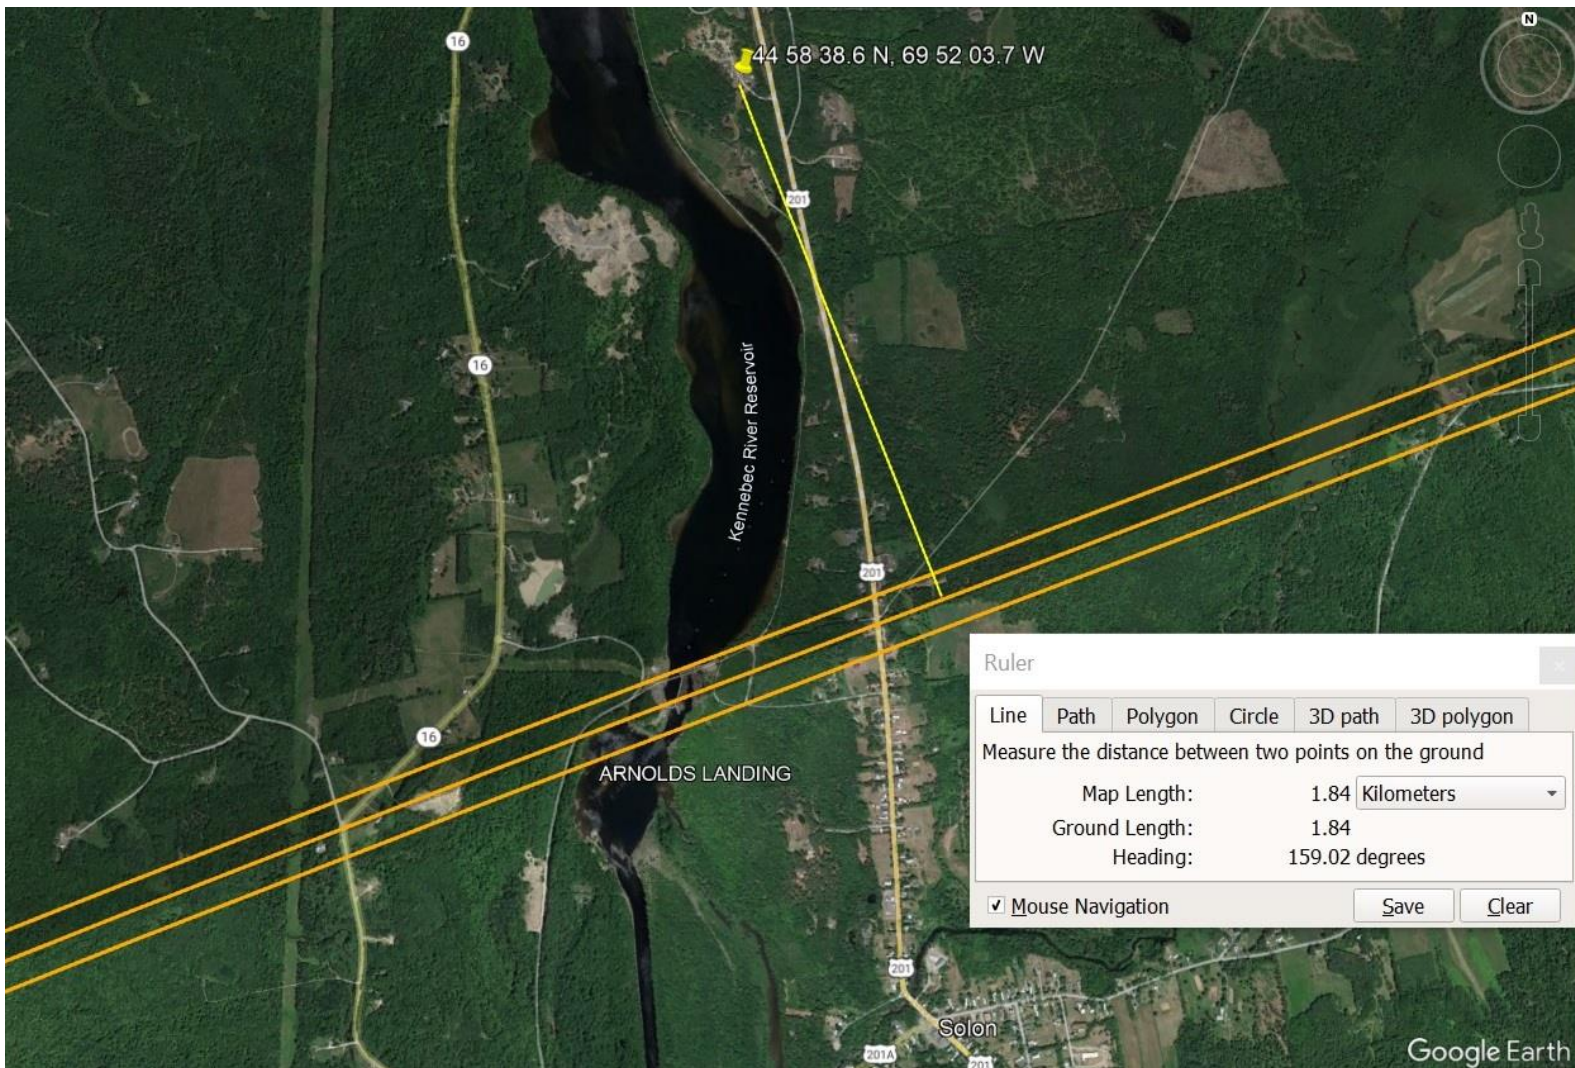 N
16
44 58 38.6 N, 69 52 03.7 W
201
16
Kennebec River Reservoir
201
16
ARNOLDS LANDING
Ruler
Line Path Polygon Circle 3D path 3D polygon
Measure the distance between two points on the ground
Map Length: 1.84 Kilometers
Ground Length: 1.84
Heading: 159.02 degrees
Mouse Navigation Save Clear
201
Solon
201A
201
Google Earth